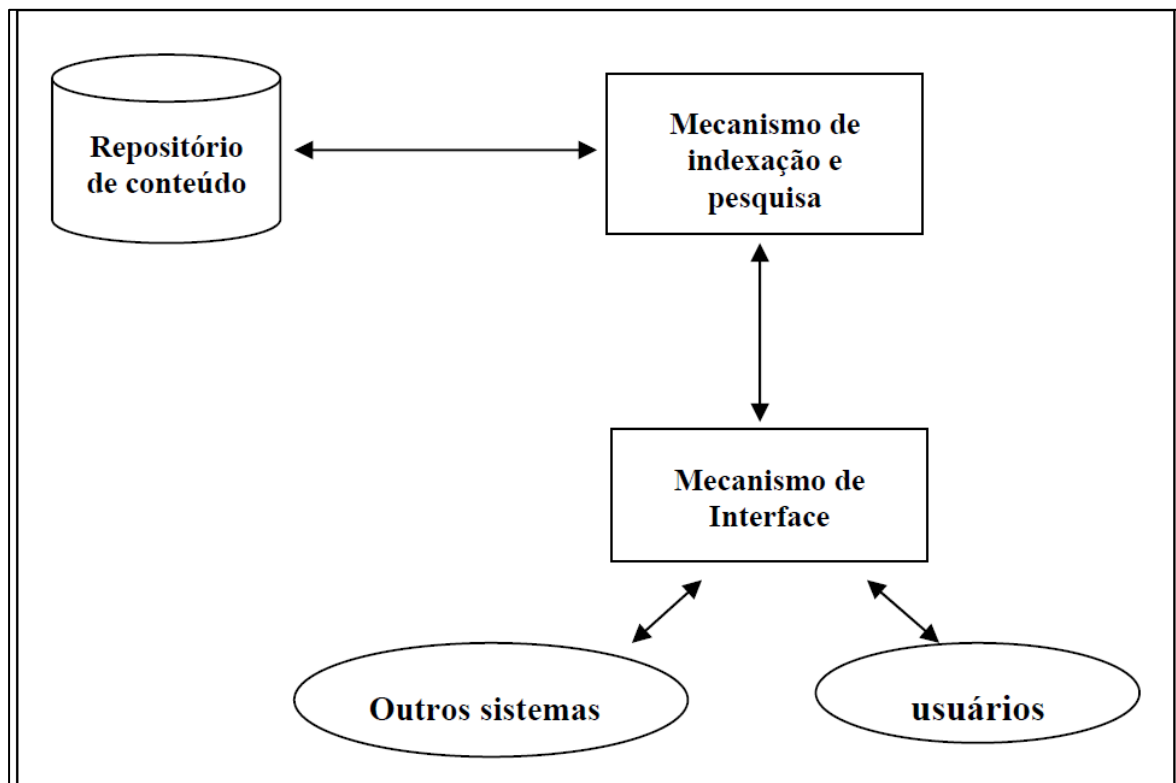 Repositório
de conteúdo
Mecanismo de
indexação e
pesquisa
Mecanismo de
Interface
Outros sistemas
usuários